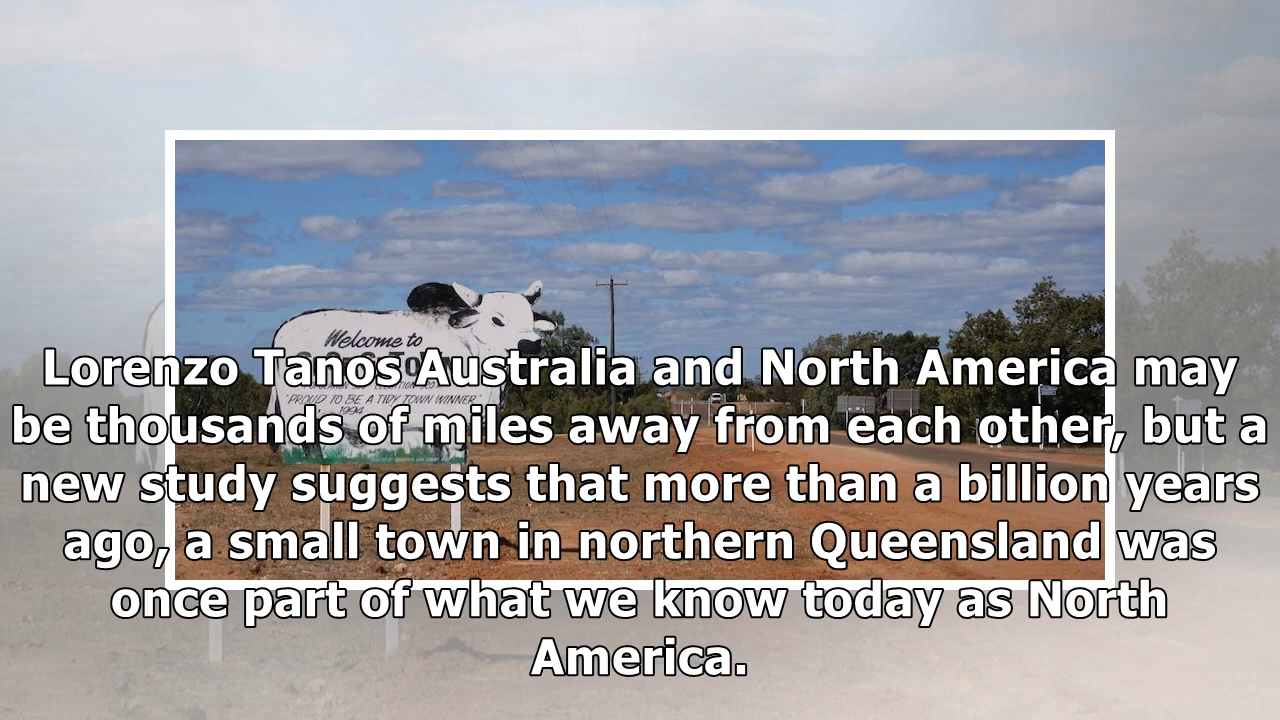 Welcome to
Lorenzo Tanos Australia and North America may
"PROUD TO BE A TIDY TOWN WINNER"
1994
be thousands of miles away from each other, but a
new study suggests that more than a billion years
ago, a small town in northern Queensland was
once part of what we know today as North
America.